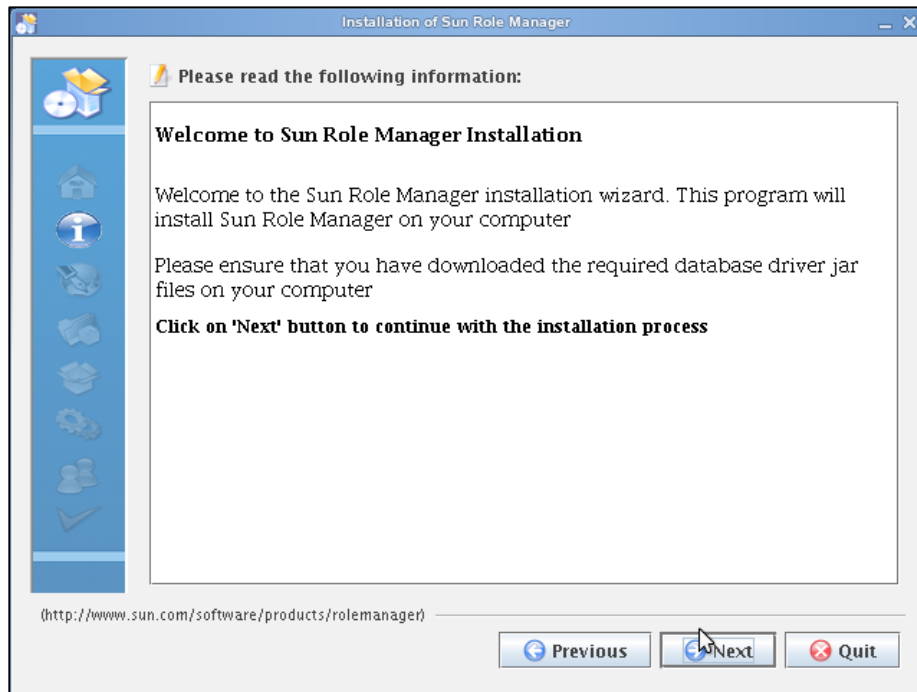 Installation of Sun Role Manager
Please read the following information:
Welcome to Sun Role Manager Installation
Welcome to the Sun Role Manager installation wizard. This program will
install Sun Role Manager on your computer
Please ensure that you have downloaded the required database driver jar
files on your computer
Click on 'Next' button to continue with the installation process
(http://www.sun.com/software/products/rolemanager)
Previous
Next
Quit